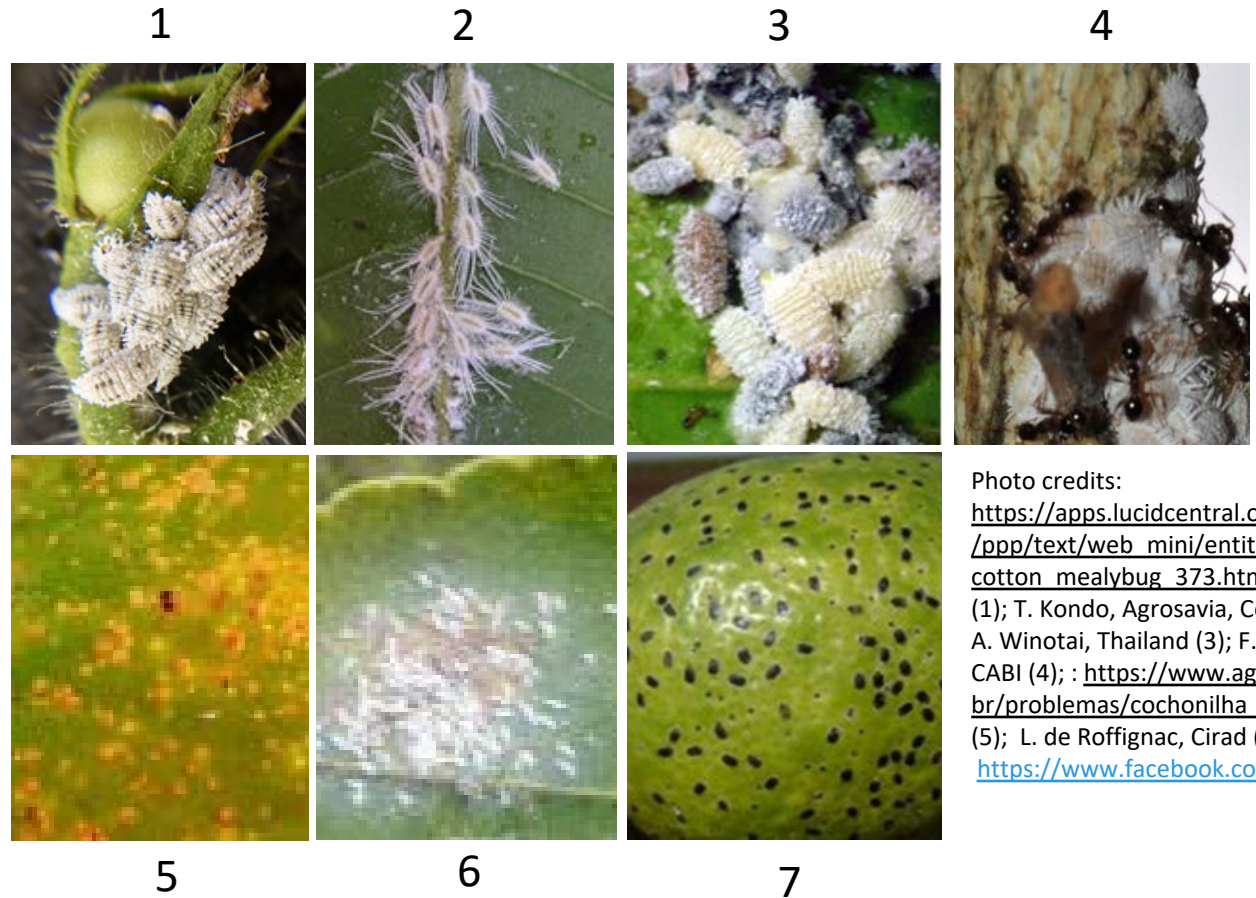 1 2 3 4
Photo credits:
https://apps.lucidcentral.c
/ppp/text/web_mini/entit
cotton_mealybug_373.htm
(1); T. Kondo, Agrosavia,
A. Winotai, Thailand (3); F.
CABI (4); : https://www.ag
br/problemas/cochonilha_
(5); L. de Roffignac, Cirad (
https://www.facebook.co
5 6 7